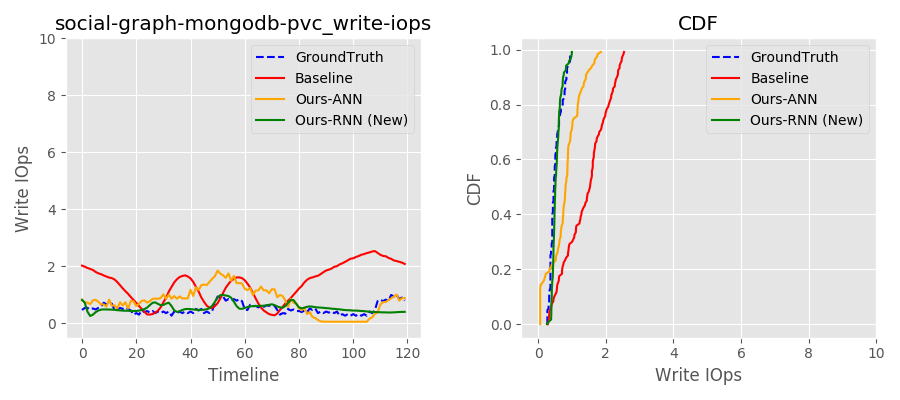 social-graph-mongodb-pvc_write-iops
Write IOps
10
8
6
4
2
0
0
20
40
60
80
100
120
Timeline
GroundTruth
Baseline
Ours-ANN
Ours-RNN (New)
CDF
CDF
1.0
0.8
0.6
0.4
0.2
0.0
0
2
4
6
8
10
Write IOps
GroundTruth
Baseline
Ours-ANN
Ours-RNN (New)